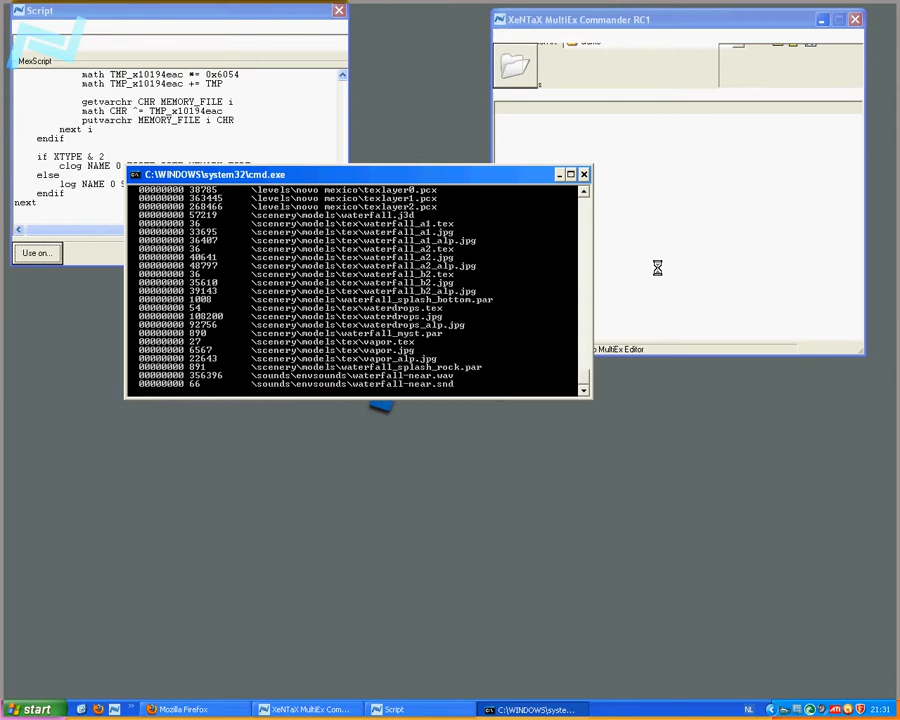 Script
MexScript
math TMP_x10194eac *= 0x6054
math TMP_x10194eac += TMP
getvarchr CHR MEMORY_FILE i
math CHR ^= TMP_x10194eac
putvarchr MEMORY_FILE i CHR
next i
endif
if XTYPE & 2
clog NAME 0
else
log NAME 0
endif
next
Use on...
XeNTaX MultiEx Commander RC1
C:\WINDOWS\system32\cmd.exe
00000000 38785 \levels\novo mexico\texlayer0.pcx
00000000 363445 \levels\novo mexico\texlayer1.pcx
00000000 268466 \levels\novo mexico\texlayer2.pcx
00000000 57219 \scenery\models\waterfall.j3d
00000000 36 \scenery\models\tex\waterfall_a1.tex
00000000 33695 \scenery\models\tex\waterfall_a1.jpg
00000000 36407 \scenery\models\tex\waterfall_a1_alp.jpg
00000000 36 \scenery\models\tex\waterfall_a2.tex
00000000 40641 \scenery\models\tex\waterfall_a2.jpg
00000000 48797 \scenery\models\tex\waterfall_a2_alp.jpg
00000000 36 \scenery\models\tex\waterfall_b2.tex
00000000 35610 \scenery\models\tex\waterfall_b2.jpg
00000000 39143 \scenery\models\tex\waterfall_b2_alp.jpg
00000000 1008 \scenery\models\waterfall_splash_bottom.par
00000000 54 \scenery\models\tex\waterdrops.tex
00000000 108200 \scenery\models\tex\waterdrops.jpg
00000000 92756 \scenery\models\tex\waterdrops_alp.jpg
00000000 890 \scenery\models\waterfall_myst.par
00000000 27 \scenery\models\tex\vapor.tex
00000000 6567 \scenery\models\tex\vapor.jpg
00000000 22643 \scenery\models\tex\vapor_alp.jpg
00000000 891 \scenery\models\waterfall_splash_rock.par
00000000 356396 \sounds\envsounds\waterfall-near.wav
00000000 66 \sounds\envsounds\waterfall-near.snd
MultiEx Editor
start
Mozilla Firefox
XeNTaX MultiEx Com...
Script
C:\WINDOWS\syste...
NL
21:31